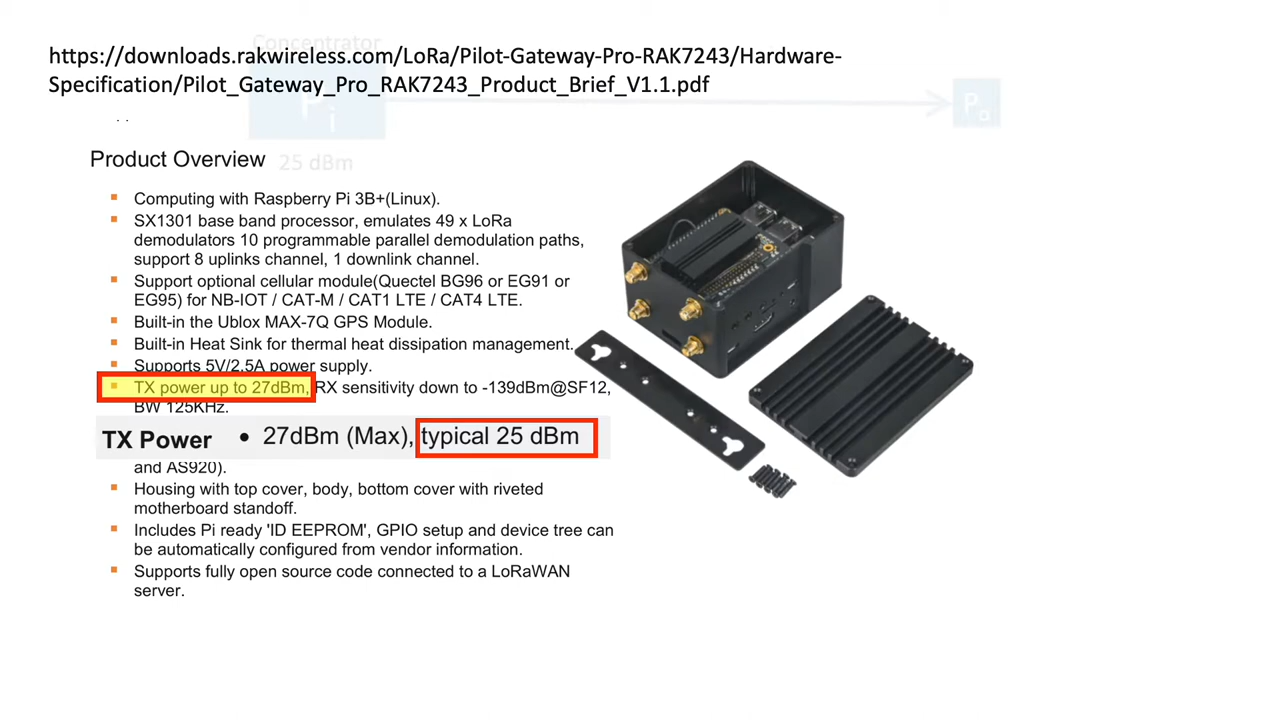 https://downloads.rakwireless.com/LoRa/Pilot-Gateway-Pro-RAK7243/Hardware-
Specification/Pilot_Gateway_Pro_RAK7243_Product_Brief_V1.1.pdf
Concentrator
Pi
Pa
25 dBm
Product Overview
Computing with Raspberry Pi 3B+(Linux).
SX1301 base band processor, emulates 49 x LoRa
demodulators 10 programmable parallel demodulation paths,
support 8 uplinks channel, 1 downlink channel.
Support optional cellular module(Quectel BG96 or EG91 or
EG95) for NB-IOT / CAT-M / CAT1 LTE / CAT4 LTE.
Built-in the Ublox MAX-7Q GPS Module.
Built-in Heat Sink for thermal heat dissipation management.
Supports 5V/2.5A power supply.
TX power up to 27dBm, RX sensitivity down to -139dBm@SF12,
BW 125KHz.
TX Power • 27dBm (Max), typical 25 dBm
and AS920).
Housing with top cover, body, bottom cover with riveted
motherboard standoff.
Includes Pi ready 'ID EEPROM', GPIO setup and device tree can
be automatically configured from vendor information.
Supports fully open source code connected to a LoRaWAN
server.